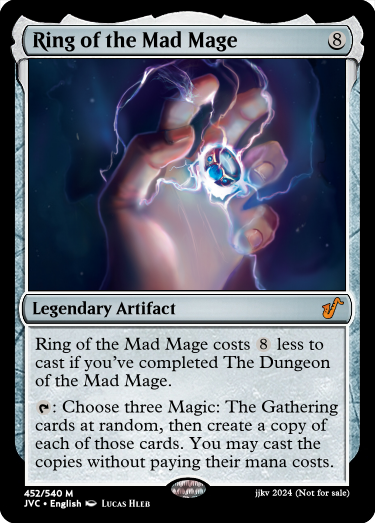 Ring of the Mad Mage 8
Legendary Artifact
Ring of the Mad Mage costs 8 less to
cast if you’ve completed The Dungeon
of the Mad Mage.
: Choose three Magic: The Gathering
cards at random, then create a copy of
each of those cards. You may cast the
copies without paying their mana costs.
452/540 M
JVC • English Lucas Hleb
jjkv 2024 (Not for sale)